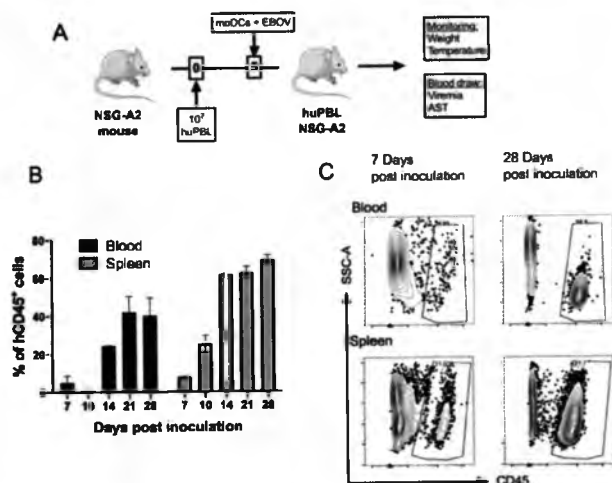 A
moDCs + EBOV
0
NSG-A2
mouse
10⁷
huPBL
huPBL
NSG-A2
Monitoring:
Weight
Temperature
Blood draw:
Viremia
AST
B
% of hCD45⁺ cells
80
60
40
20
0
Blood
Spleen
7 10 14 21 28 7 10 14 21 28
Days post inoculation
C
7 Days
post inoculation
28 Days
post inoculation
Blood
SSC-A
Spleen
CD45